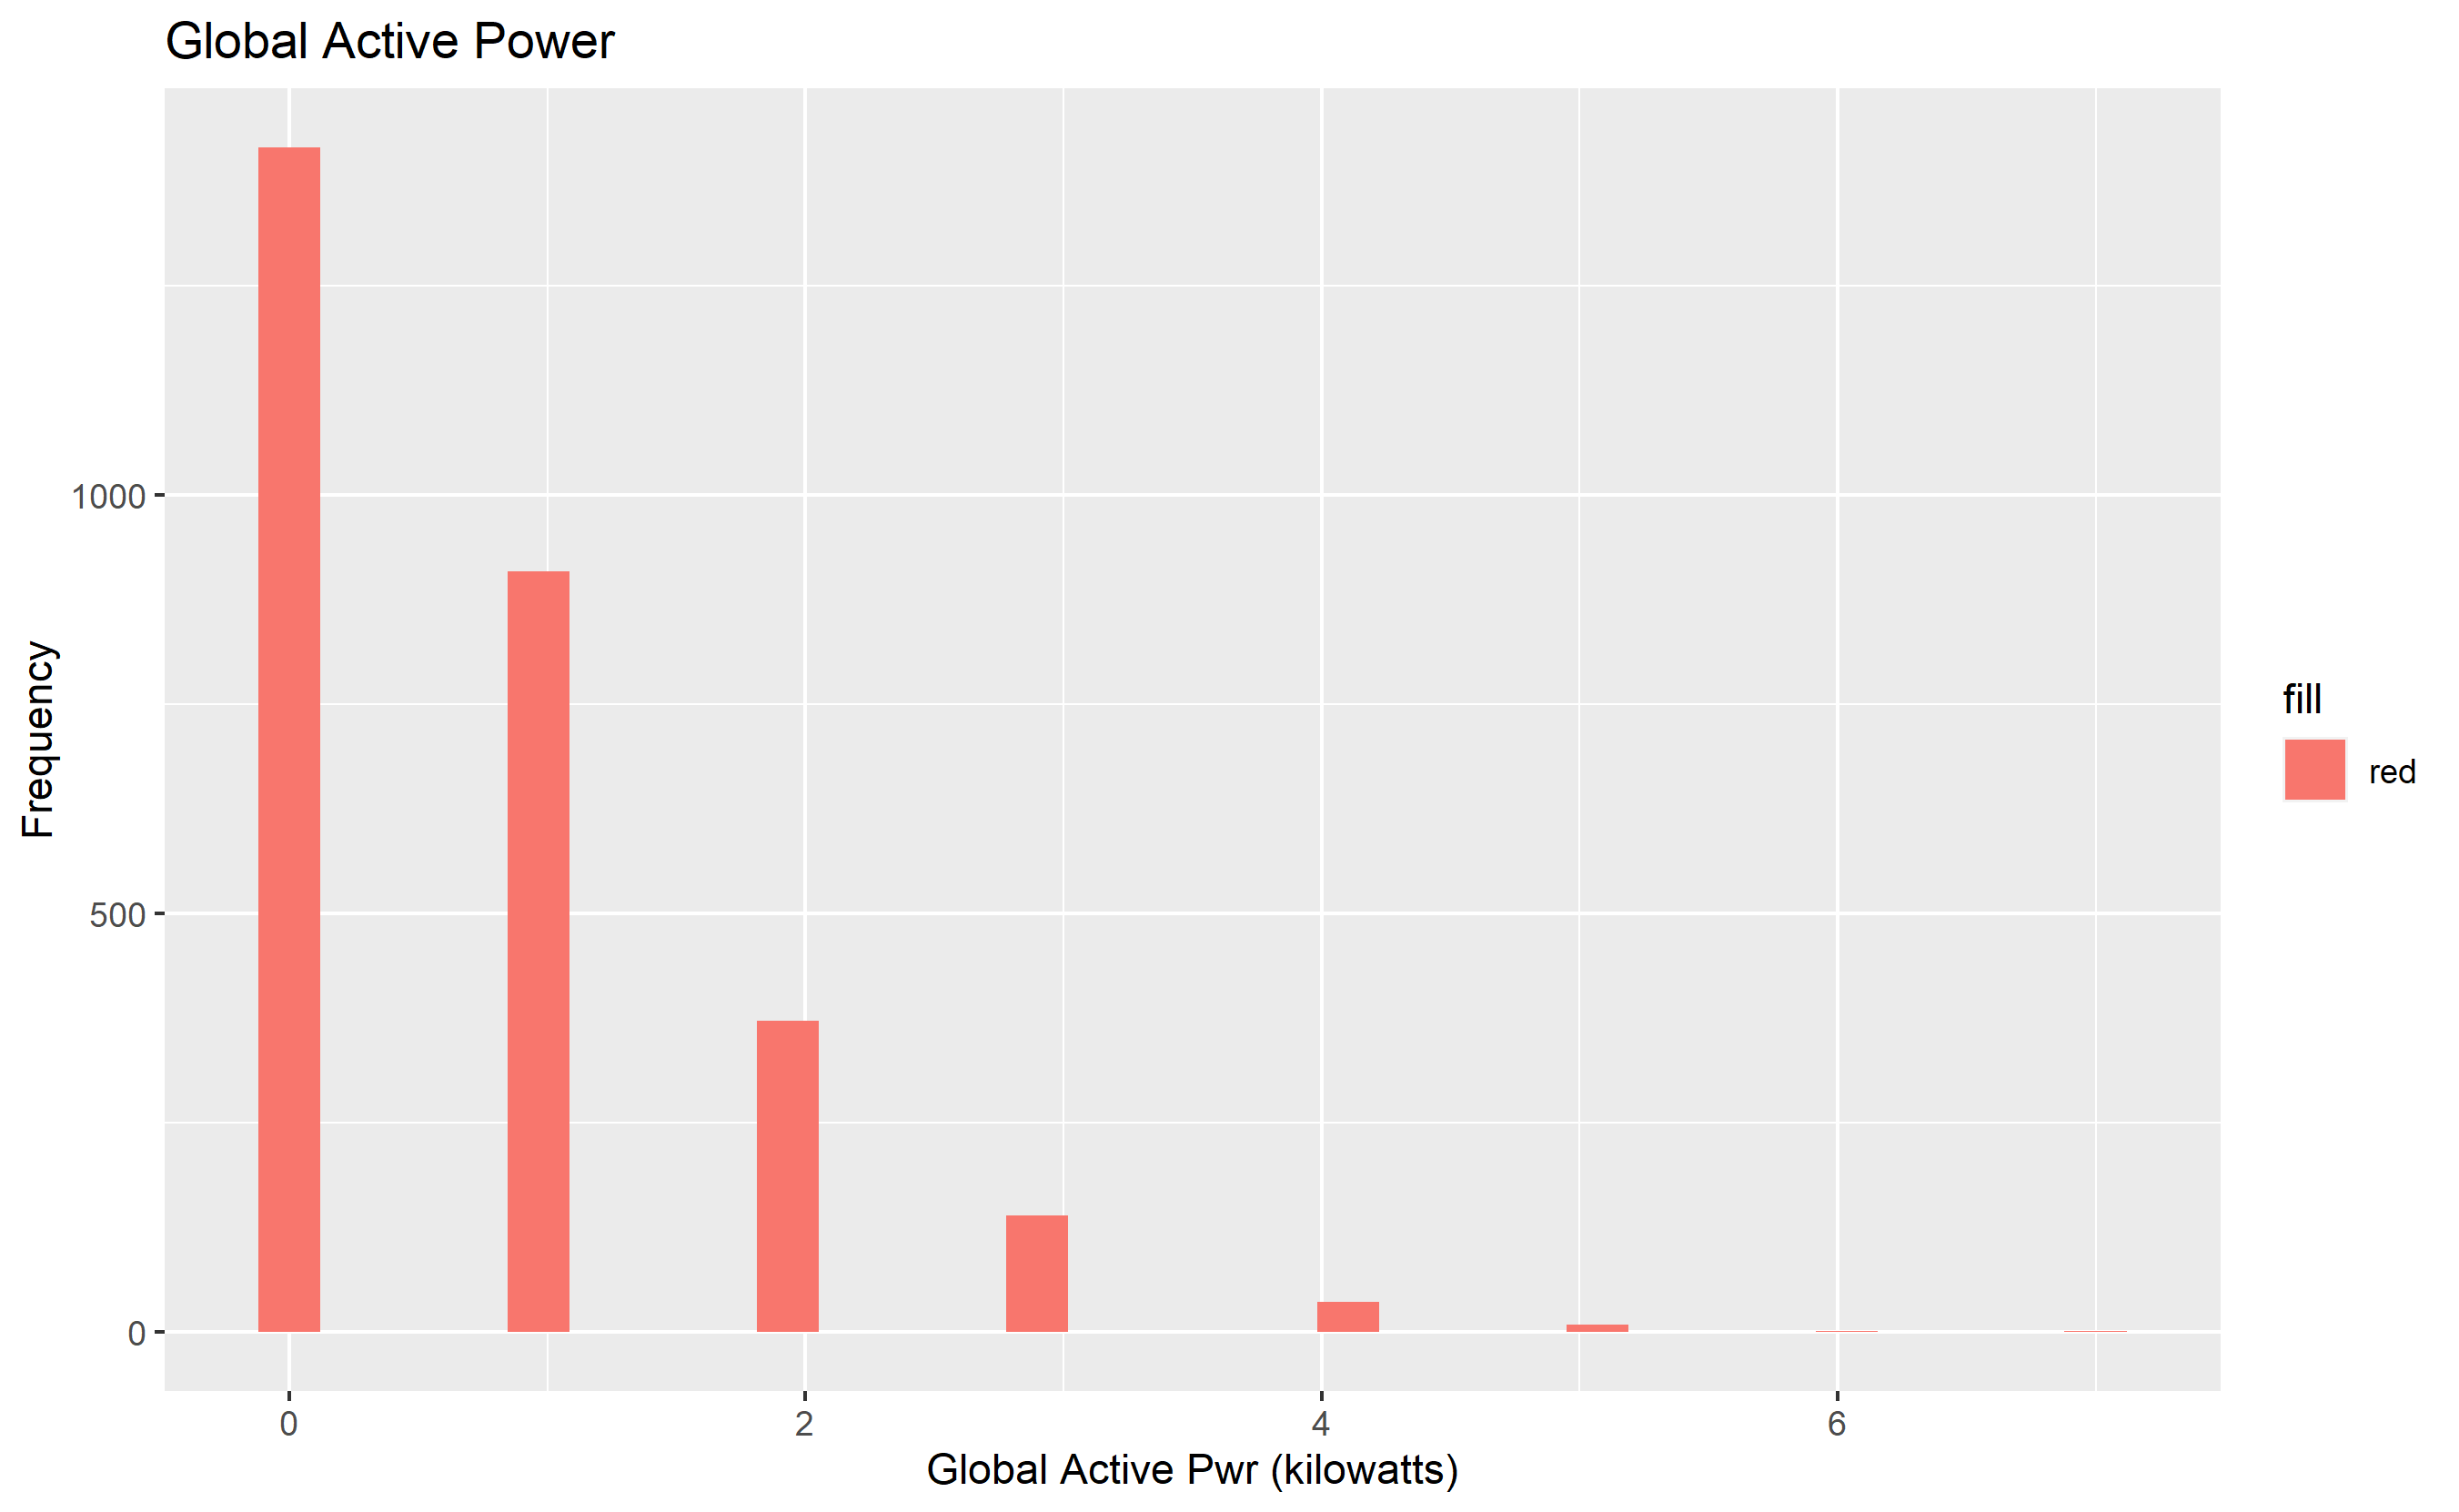 Global Active Power
Frequency
1000
500
0
0 2 4 6
Global Active Pwr (kilowatts)
fill
red